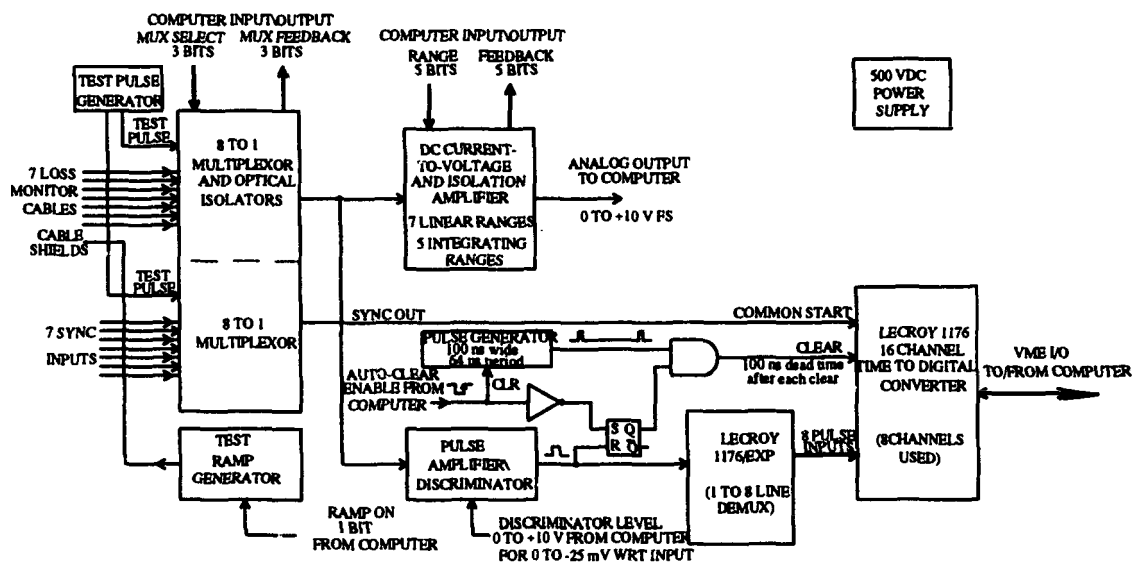 COMPUTER INPUT\OUTPUT
MUX SELECT MUX FEEDBACK
3 BITS 3 BITS
COMPUTER INPUT\OUTPUT
RANGE FEEDBACK
5 BITS 5 BITS
TEST PULSE
GENERATOR
500 VDC
POWER
SUPPLY
TEST
PULSE
8 TO 1
MULTIPLEXOR
AND OPTICAL
ISOLATORS
7 LOSS
MONITOR
CABLES
CABLE
SHIELDS
DC CURRENT-
TO-VOLTAGE
AND ISOLATION
AMPLIFIER
7 LINEAR RANGES
5 INTEGRATING
RANGES
ANALOG OUTPUT
TO COMPUTER
0 TO +10 V FS
TEST
PULSE
7 SYNC
INPUTS
8 TO 1
MULTIPLEXOR
SYNC OUT
COMMON START
PULSE GENERATOR
100 ns wide
64 ns period
CLEAR
100 ns dead time
after each clear
LECROY 1176
16 CHANNEL
TIME TO DIGITAL
CONVERTER
(8CHANNELS
USED)
VME I/O
TO/FROM COMPUTER
AUTO-CLEAR
ENABLE FROM
COMPUTER
CLR
S Q
R Q
TEST
RAMP
GENERATOR
PULSE
AMPLIFIER\
DISCRIMINATOR
LECROY
1176/EXP
(1 TO 8 LINE
DEMUX)
8 PULSE
INPUTS
RAMP ON
1 BIT
FROM COMPUTER
DISCRIMINATOR LEVEL
0 TO +10 V FROM COMPUTER
FOR 0 TO -25 mV WRT INPUT